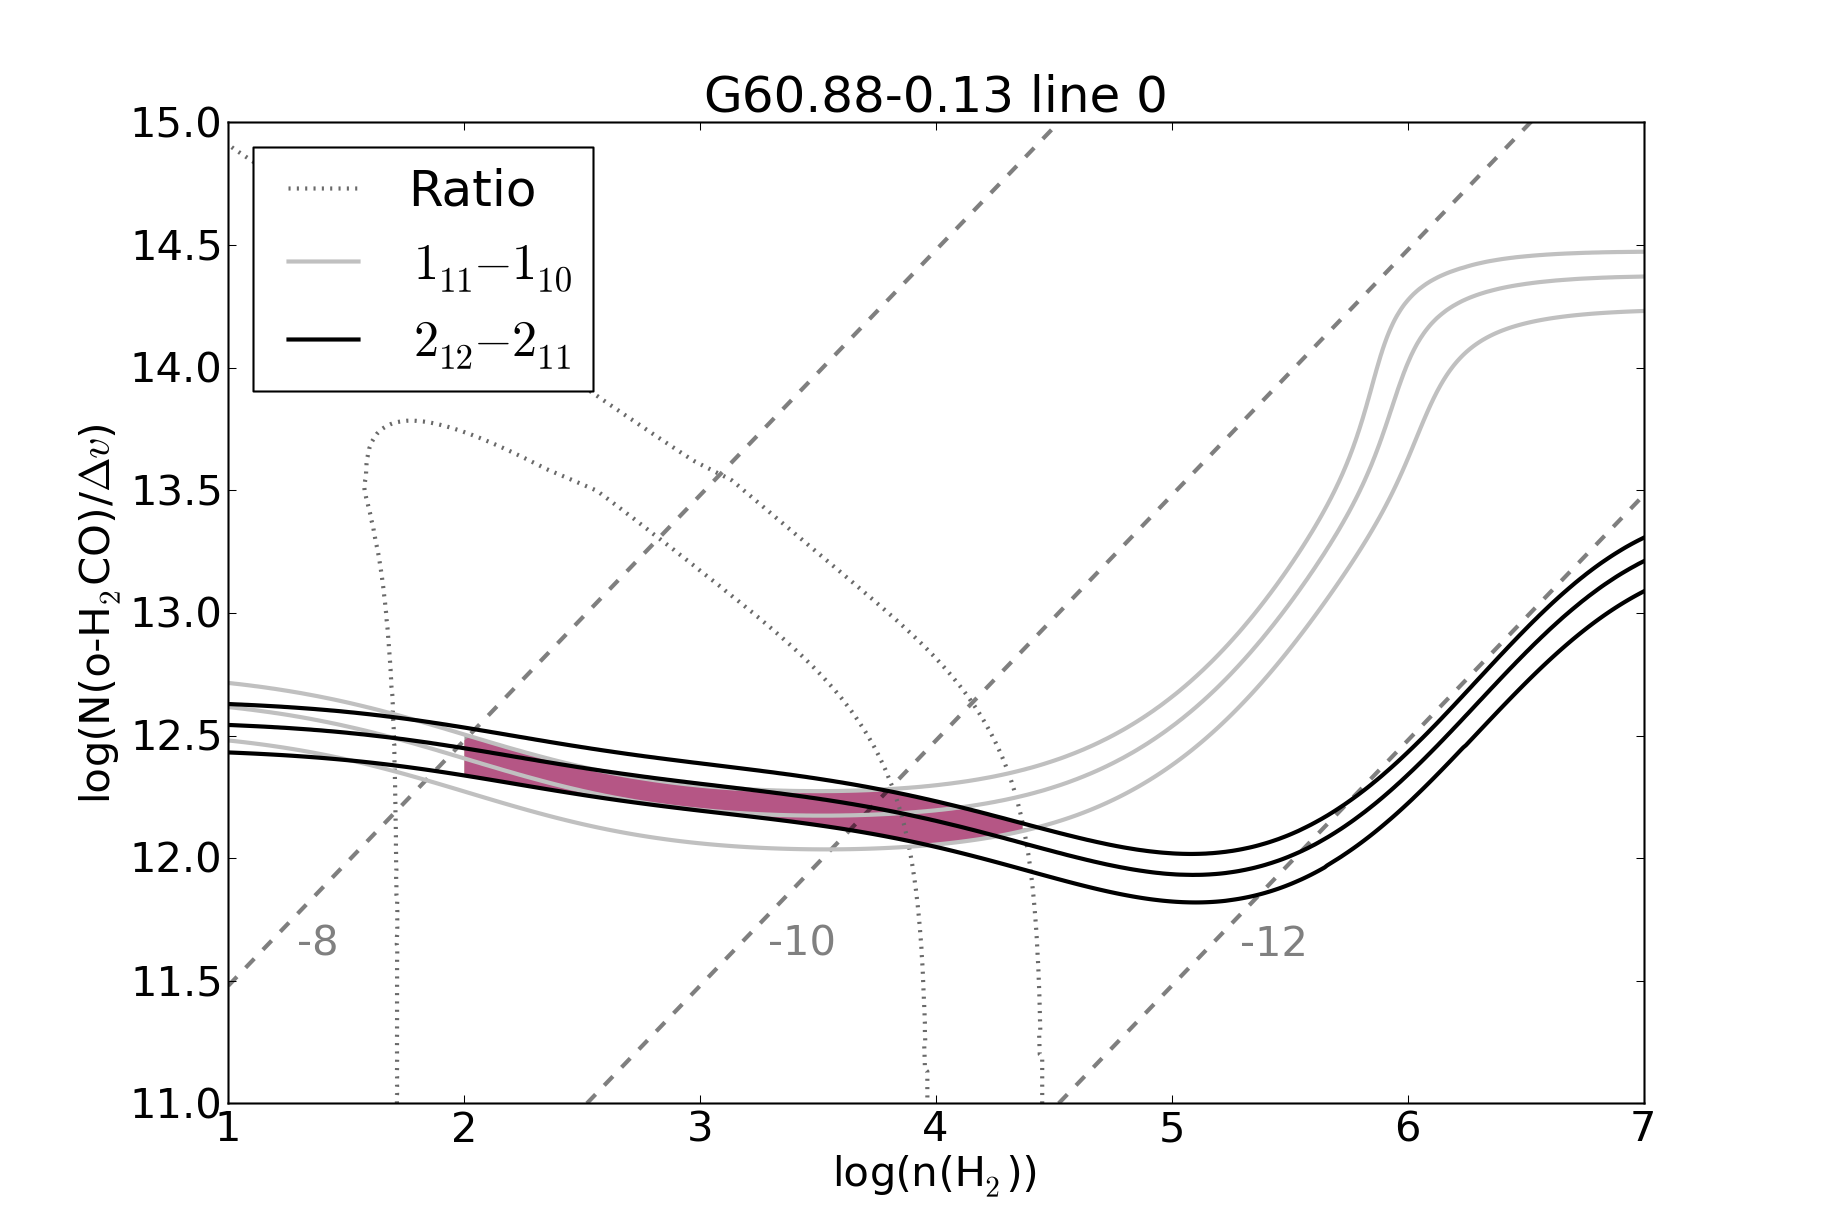 G60.88-0.13 line 0
15.0
14.5
14.0
13.5
13.0
12.5
12.0
11.5
11.0
log(N(o-H₂CO)/Δv)
Ratio
1₁₁−1₁₀
2₁₂−2₁₁
-8
-10
-12
1 2 3 4 5 6 7
log(n(H₂))